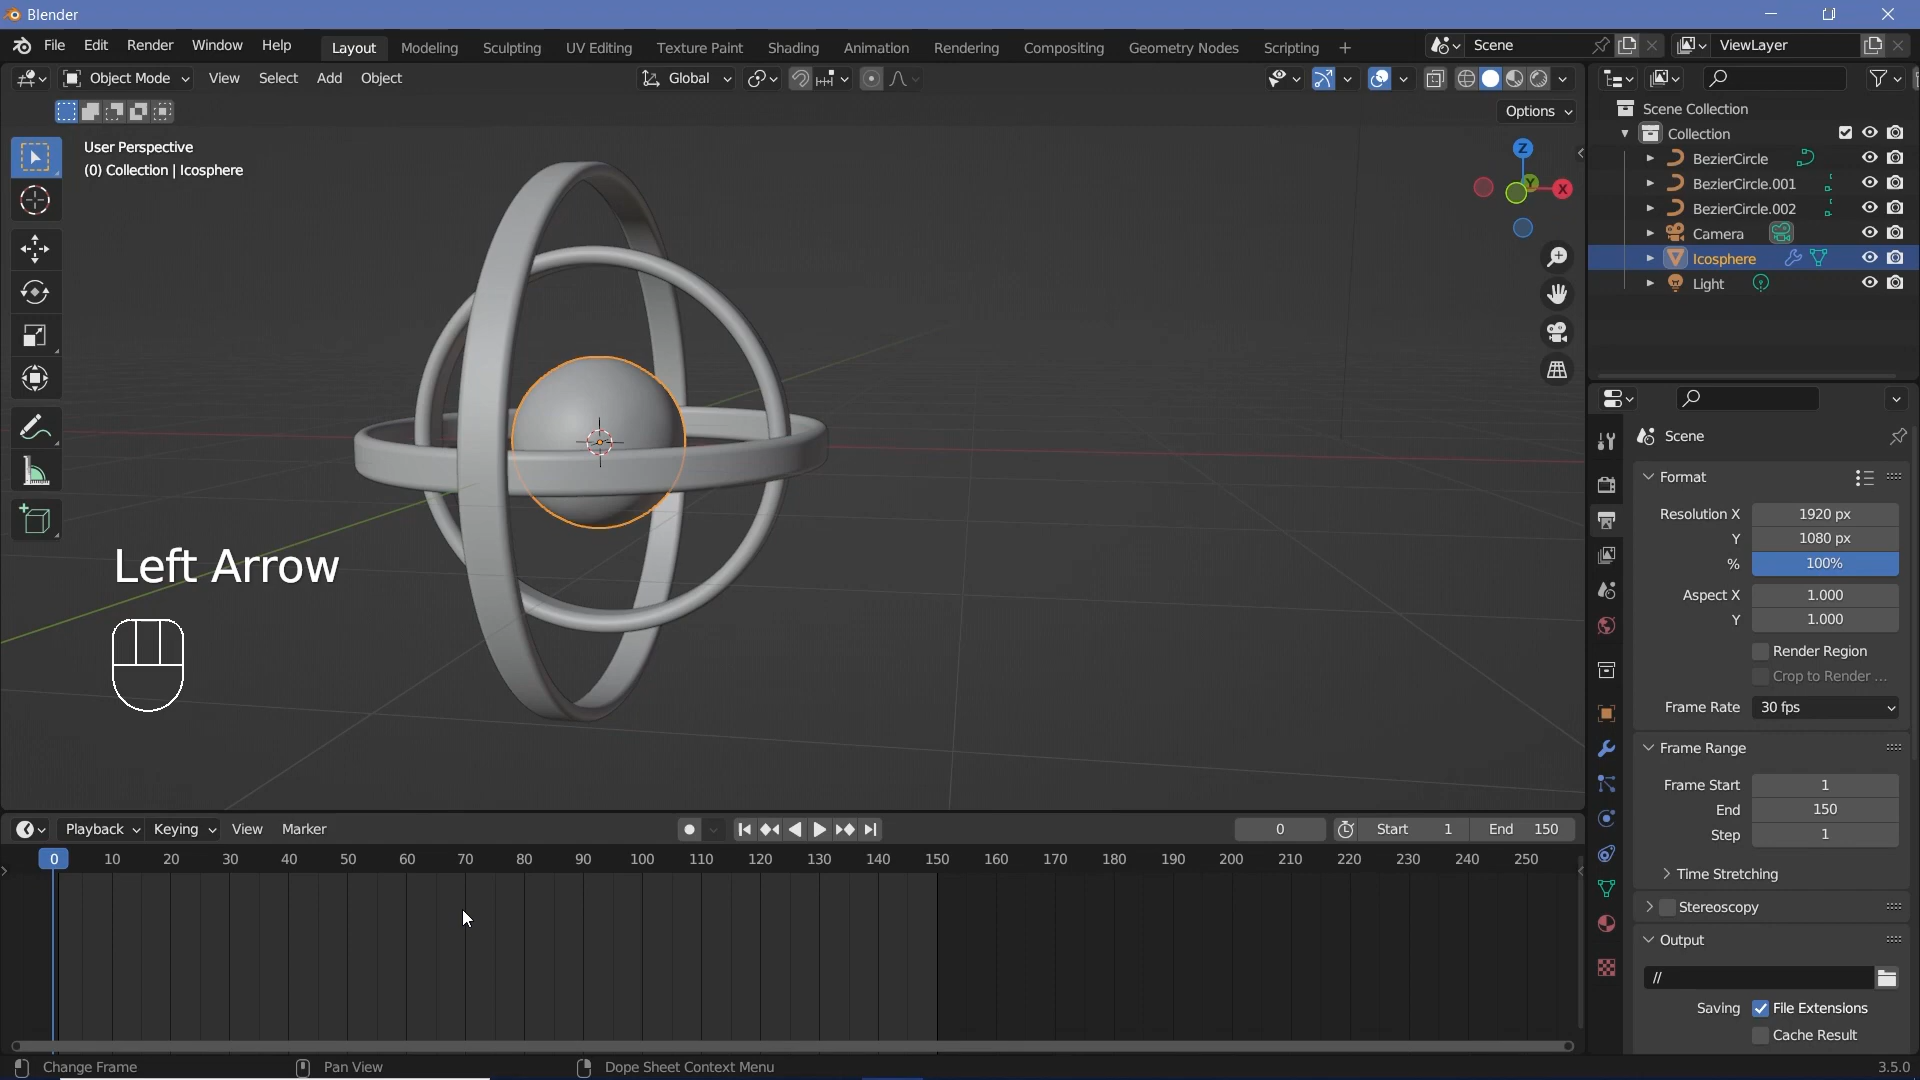 Blender
File Edit Render Window Help Layout Modeling Sculpting UV Editing Texture Paint Shading Animation Rendering Compositing Geometry Nodes Scripting + Scene ViewLayer
Object Mode View Select Add Object Global
Options
User Perspective
(0) Collection | Icosphere
Z
Y
X
Scene Collection
Collection
BezierCircle
BezierCircle.001
BezierCircle.002
Camera
Icosphere
Light
Left Arrow
Scene
Format
Resolution X 1920 px
Y 1080 px
% 100%
Aspect X 1.000
Y 1.000
Render Region
Crop to Render ...
Frame Rate 30 fps
Frame Range
Frame Start 1
End 150
Step 1
Time Stretching
Stereoscopy
Output
//
Saving File Extensions
Cache Result
Playback Keying View Marker 0 Start 1 End 150
0 10 20 30 40 50 60 70 80 90 100 110 120 130 140 150 160 170 180 190 200 210 220 230 240 250
Change Frame Pan View Dope Sheet Context Menu 3.5.0